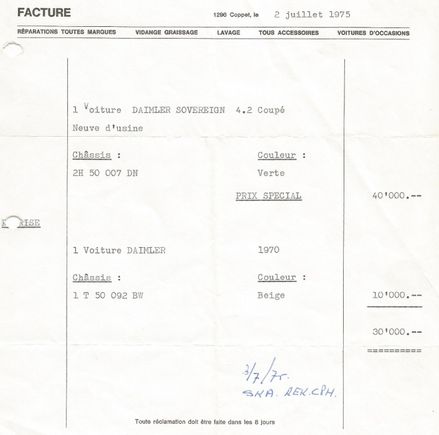 FACTURE
1296 Coppet, le 2 juillet 1975
RÉPARATIONS TOUTES MARQUES VIDANGE GRAISSAGE LAVAGE TOUS ACCESSOIRES VOITURES D'OCCASIONS
1 Voiture DAIMLER SOVEREIGN 4.2 Coupé
Neuve d'usine
Châssis : Couleur :
2H 50 007 DN Verte
PRIX SPECIAL 40'000.--
RISE
1 Voiture DAIMLER 1970
Châssis : Couleur :
1 T 50 092 BW Beige 10'000.--
30'000.--
==========
3/7/75.
Toute réclamation doit être faite dans les 8 jours